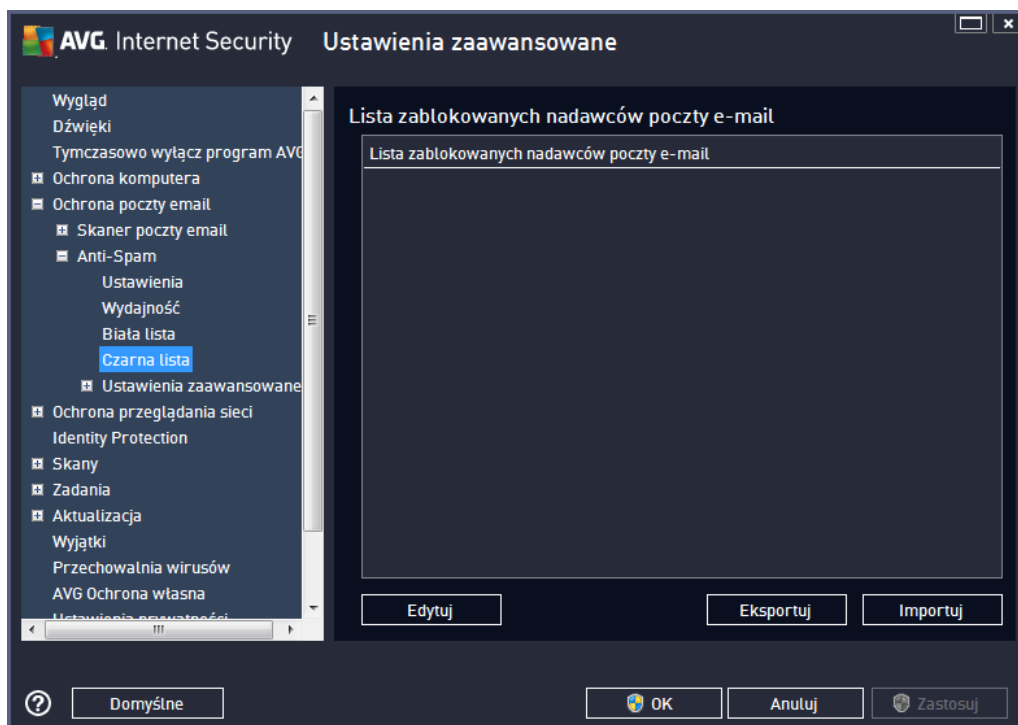 AVG. Internet Security Ustawienia zaawansowane
Wygląd
Dźwięki
Tymczasowo wyłącz program AVG
Ochrona komputera
Ochrona poczty email
Skaner poczty email
Anti-Spam
Ustawienia
Wydajność
Biała lista
Czarna lista
Ustawienia zaawansowane
Ochrona przeglądania sieci
Identity Protection
Skany
Zadania
Aktualizacja
Wyjątki
Przechowalnia wirusów
AVG Ochrona własna
Ustawienia prywatności
Lista zablokowanych nadawców poczty e-mail
Lista zablokowanych nadawców poczty e-mail
Edytuj
Eksportuj
Importuj
Domyślne
OK
Anuluj
Zastosuj